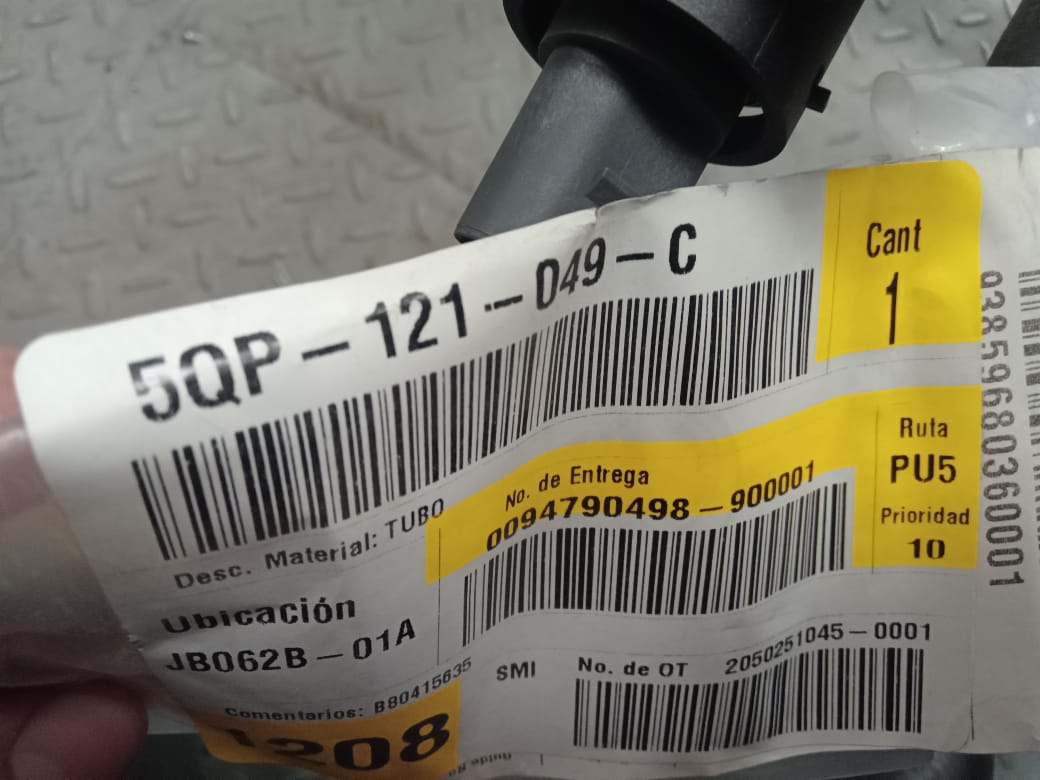 5QP-121-049-C
Cant
1
Desc. Material: TUBO
No. de Entrega
0094790498-900001
Ruta
PU5
Prioridad
10
Ubicación
JB062B-01A
SMI
No. de OT 2050251045-0001
Comentarios: B80415635
1208
9385968036001